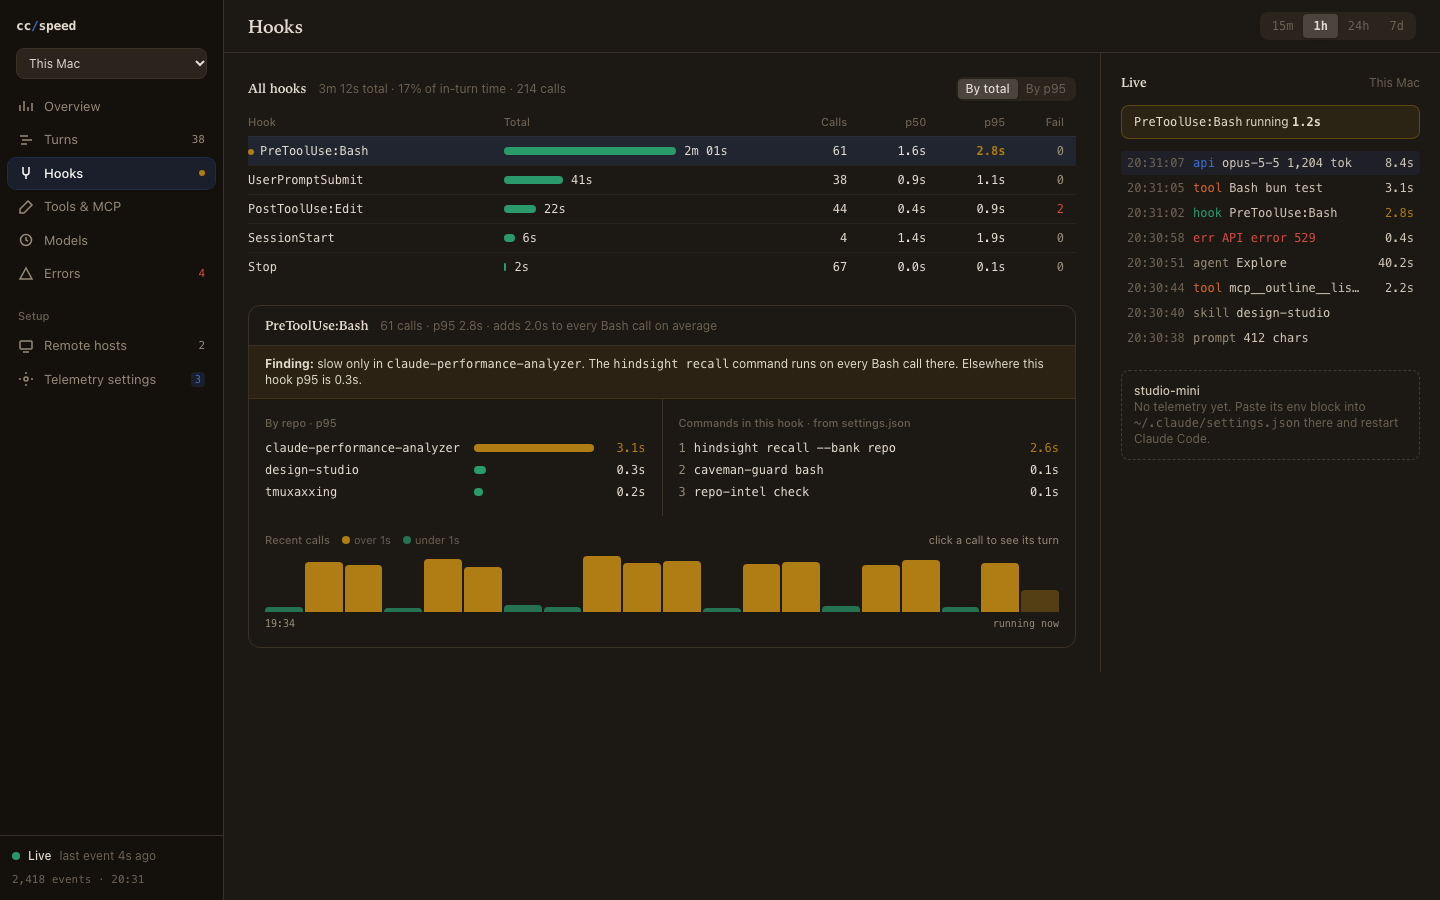 cc/speed
This Mac
Overview
Turns 38
Hooks
Tools & MCP
Models
Errors 4
Setup
Remote hosts 2
Telemetry settings 3
Live last event 4s ago
2,418 events · 20:31
Hooks
15m 1h 24h 7d
All hooks 3m 12s total · 17% of in-turn time · 214 calls
By total By p95
Hook Total Calls p50 p95 Fail
PreToolUse:Bash 2m 01s 61 1.6s 2.8s 0
UserPromptSubmit 41s 38 0.9s 1.1s 0
PostToolUse:Edit 22s 44 0.4s 0.9s 2
SessionStart 6s 4 1.4s 1.9s 0
Stop 2s 67 0.0s 0.1s 0
PreToolUse:Bash 61 calls · p95 2.8s · adds 2.0s to every Bash call on average
Finding: slow only in claude-performance-analyzer. The hindsight recall command runs on every Bash call there. Elsewhere this
hook p95 is 0.3s.
By repo · p95
claude-performance-analyzer 3.1s
design-studio 0.3s
tmuxaxxing 0.2s
Commands in this hook · from settings.json
1 hindsight recall --bank repo 2.6s
2 caveman-guard bash 0.1s
3 repo-intel check 0.1s
Recent calls over 1s under 1s click a call to see its turn
19:34 running now
Live This Mac
PreToolUse:Bash running 1.2s
20:31:07 api opus-5-5 1,204 tok 8.4s
20:31:05 tool Bash bun test 3.1s
20:31:02 hook PreToolUse:Bash 2.8s
20:30:58 err API error 529 0.4s
20:30:51 agent Explore 40.2s
20:30:44 tool mcp__outline__lis… 2.2s
20:30:40 skill design-studio
20:30:38 prompt 412 chars
studio-mini
No telemetry yet. Paste its env block into
~/.claude/settings.json there and restart
Claude Code.